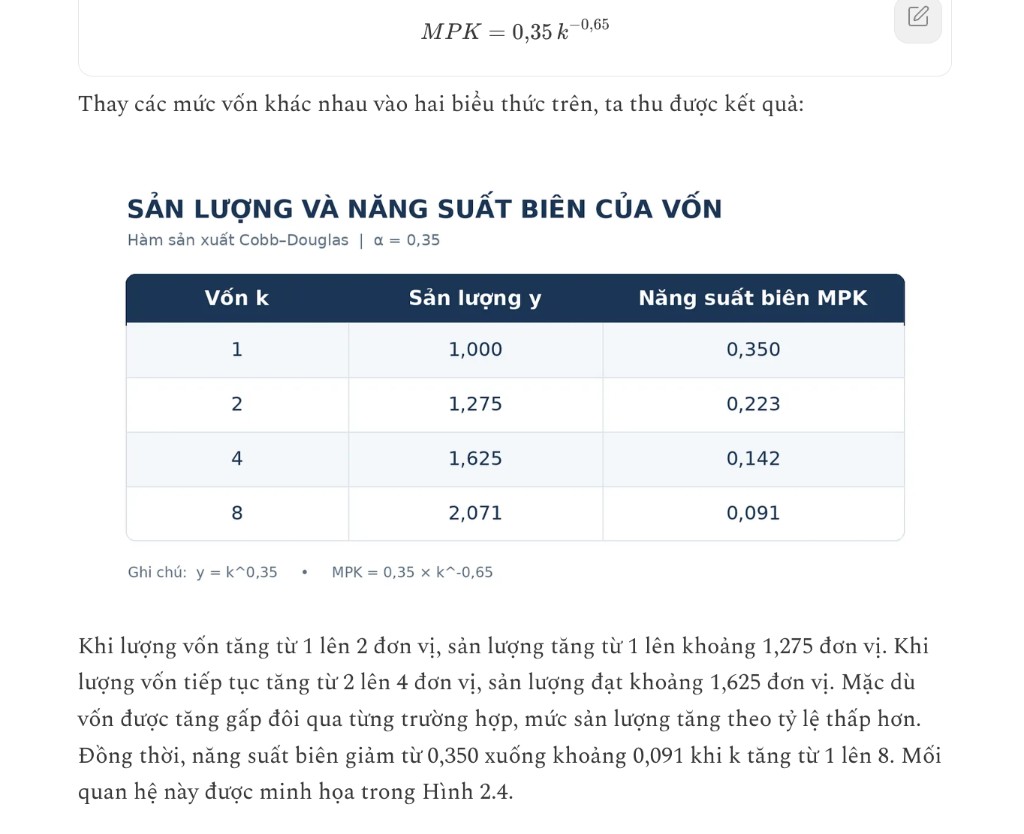 MPK = 0,35 k^{-0,65}
Thay các mức vốn khác nhau vào hai biểu thức trên, ta thu được kết quả:
SẢN LƯỢNG VÀ NĂNG SUẤT BIÊN CỦA VỐN
Hàm sản xuất Cobb–Douglas | α = 0,35
Vốn k Sản lượng y Năng suất biên MPK
1 1,000 0,350
2 1,275 0,223
4 1,625 0,142
8 2,071 0,091
Ghi chú: y = k^0,35 • MPK = 0,35 × k^-0,65
Khi lượng vốn tăng từ 1 lên 2 đơn vị, sản lượng tăng từ 1 lên khoảng 1,275 đơn vị. Khi
lượng vốn tiếp tục tăng từ 2 lên 4 đơn vị, sản lượng đạt khoảng 1,625 đơn vị. Mặc dù
vốn được tăng gấp đôi qua từng trường hợp, mức sản lượng tăng theo tỷ lệ thấp hơn.
Đồng thời, năng suất biên giảm từ 0,350 xuống khoảng 0,091 khi k tăng từ 1 lên 8. Mối
quan hệ này được minh họa trong Hình 2.4.